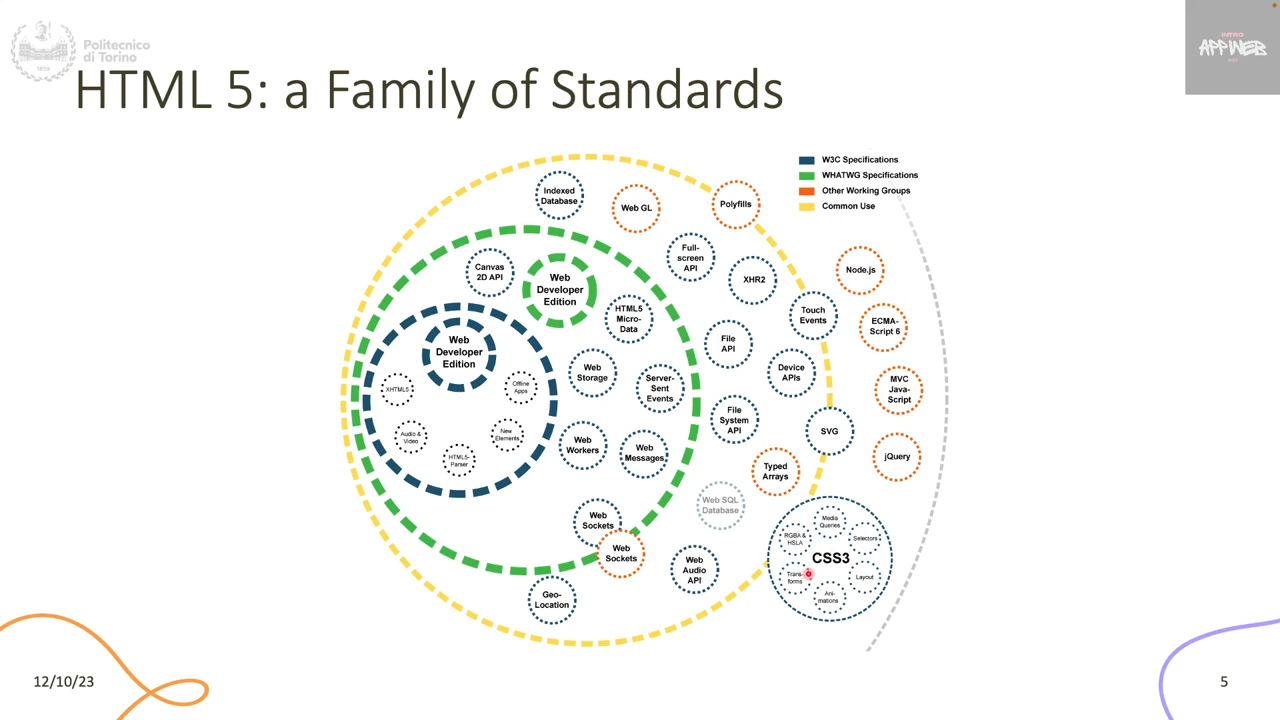 Politecnico
di Torino
1859
INTRO
APPWEB
HTML 5: a Family of Standards
W3C Specifications
WHATWG Specifications
Other Working Groups
Common Use
Indexed
Database
Web GL
Polyfills
Full-
screen
API
XHR2
Node.js
Canvas
2D API
Web
Developer
Edition
HTML5
Micro-
Data
Touch
Events
ECMA-
Script 6
Web
Developer
Edition
File
API
Web
Storage
Server-
Sent
Events
Device
APIs
MVC
Java-
Script
XHTML5
Offline
Apps
File
System
API
SVG
Audio &
Video
New
Elements
HTML5-
Parser
Web
Workers
Web
Messages
Typed
Arrays
jQuery
Web SQL
Database
Web
Sockets
Web
Sockets
Web
Audio
API
Geo-
Location
Media
Queries
RGBA &
HSLA
Selectors
CSS3
Trans-
forms
Layout
Ani-
mations
12/10/23
5